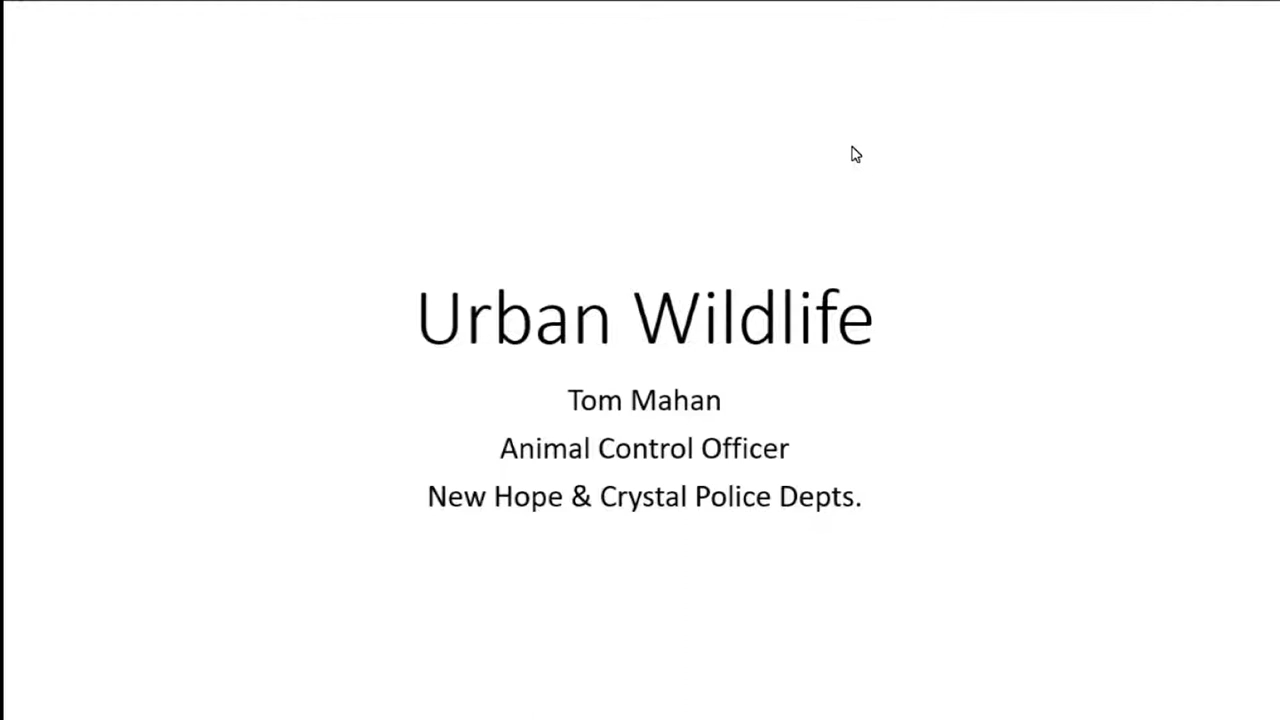 Urban Wildlife
Tom Mahan
Animal Control Officer
New Hope & Crystal Police Depts.